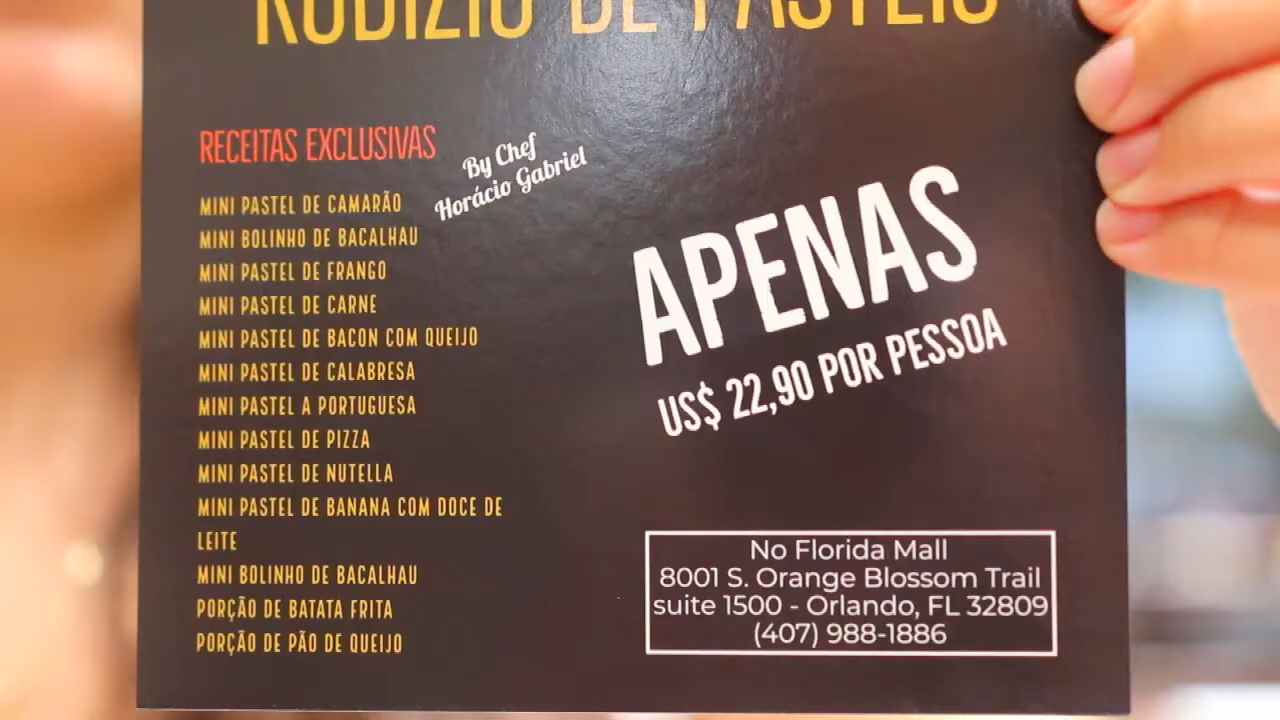 RODÍZIO DE PASTÉIS
RECEITAS EXCLUSIVAS
By Chef
Horácio Gabriel
MINI PASTEL DE CAMARÃO
MINI BOLINHO DE BACALHAU
MINI PASTEL DE FRANGO
MINI PASTEL DE CARNE
MINI PASTEL DE BACON COM QUEIJO
MINI PASTEL DE CALABRESA
MINI PASTEL A PORTUGUESA
MINI PASTEL DE PIZZA
MINI PASTEL DE NUTELLA
MINI PASTEL DE BANANA COM DOCE DE
LEITE
MINI BOLINHO DE BACALHAU
PORÇÃO DE BATATA FRITA
PORÇÃO DE PÃO DE QUEIJO
APENAS
US$ 22,90 POR PESSOA
No Florida Mall
8001 S. Orange Blossom Trail
suite 1500 - Orlando, FL 32809
(407) 988-1886